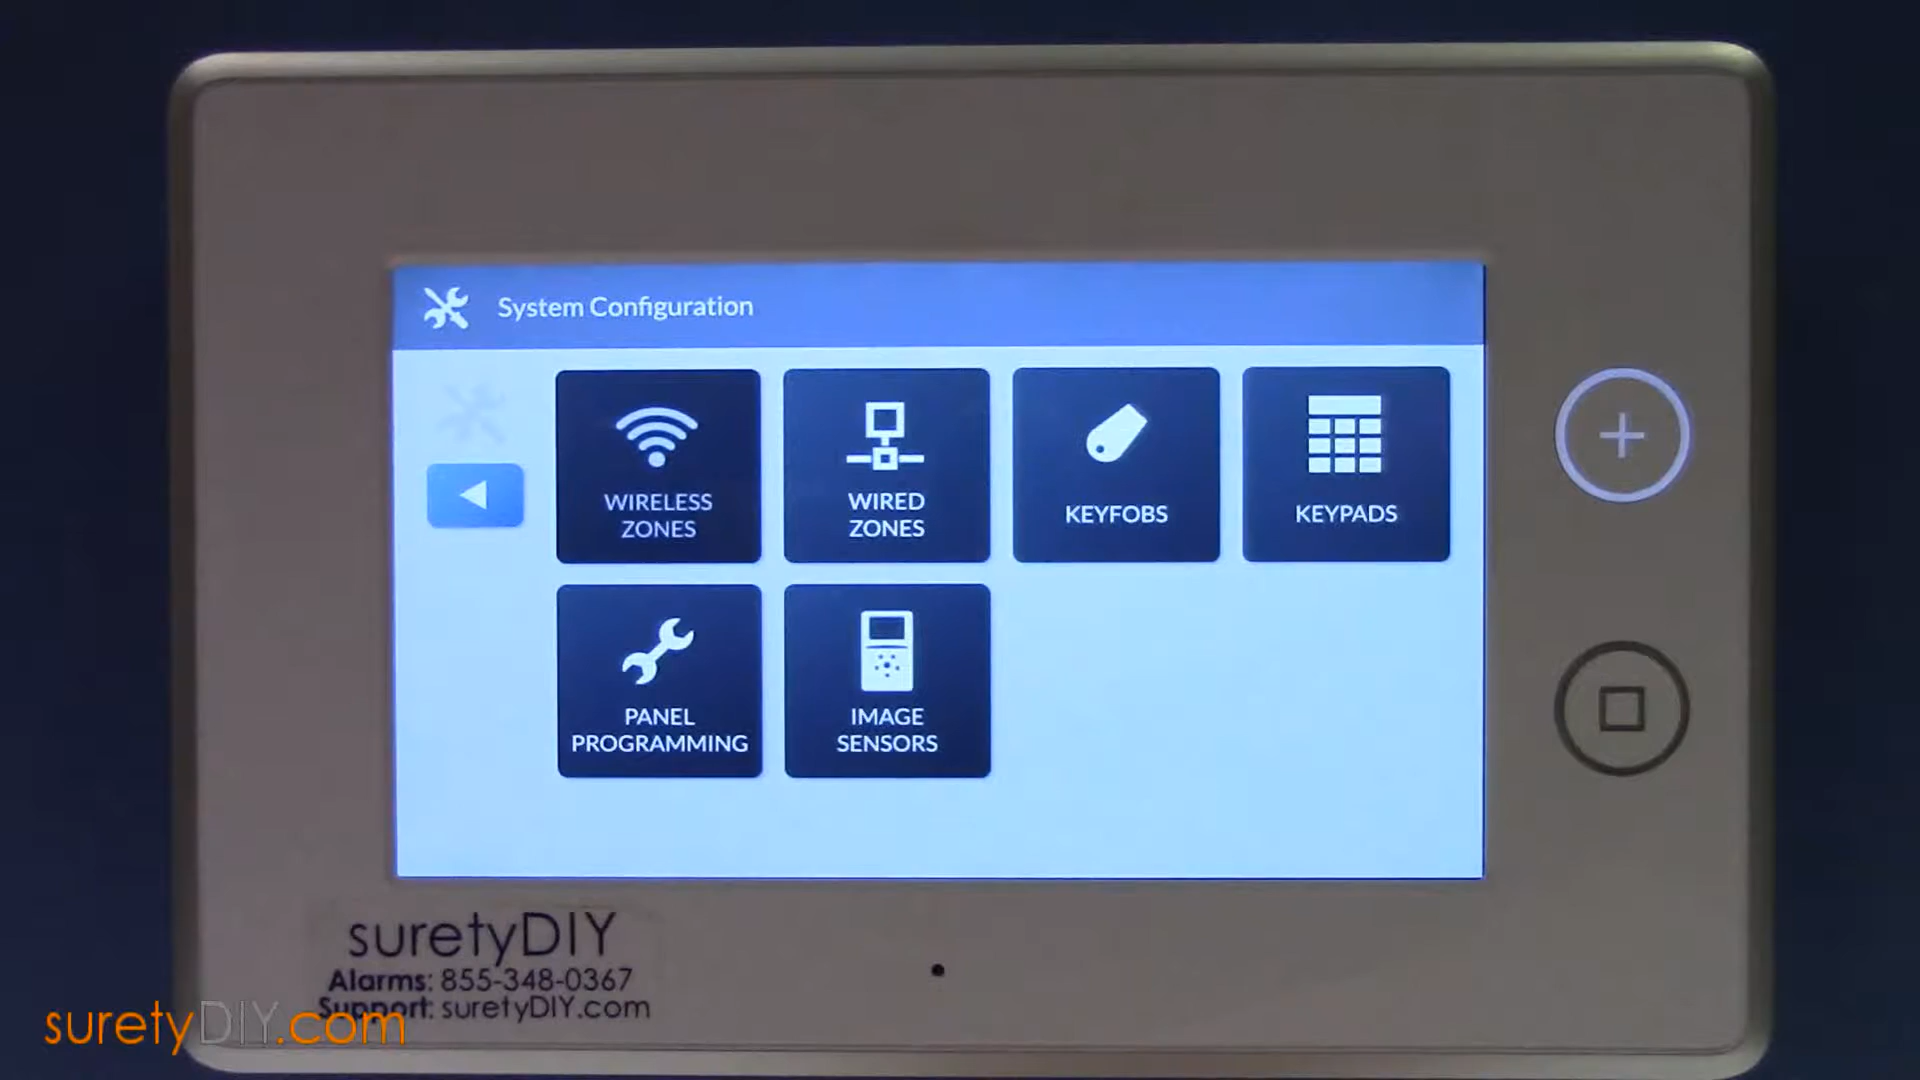 System Configuration
WIRELESS
ZONES
WIRED
ZONES
KEYFOBS
KEYPADS
PANEL
PROGRAMMING
IMAGE
SENSORS
suretyDIY
Alarms: 855-348-0367
Support: suretyDIY.com
suretyDIY.com